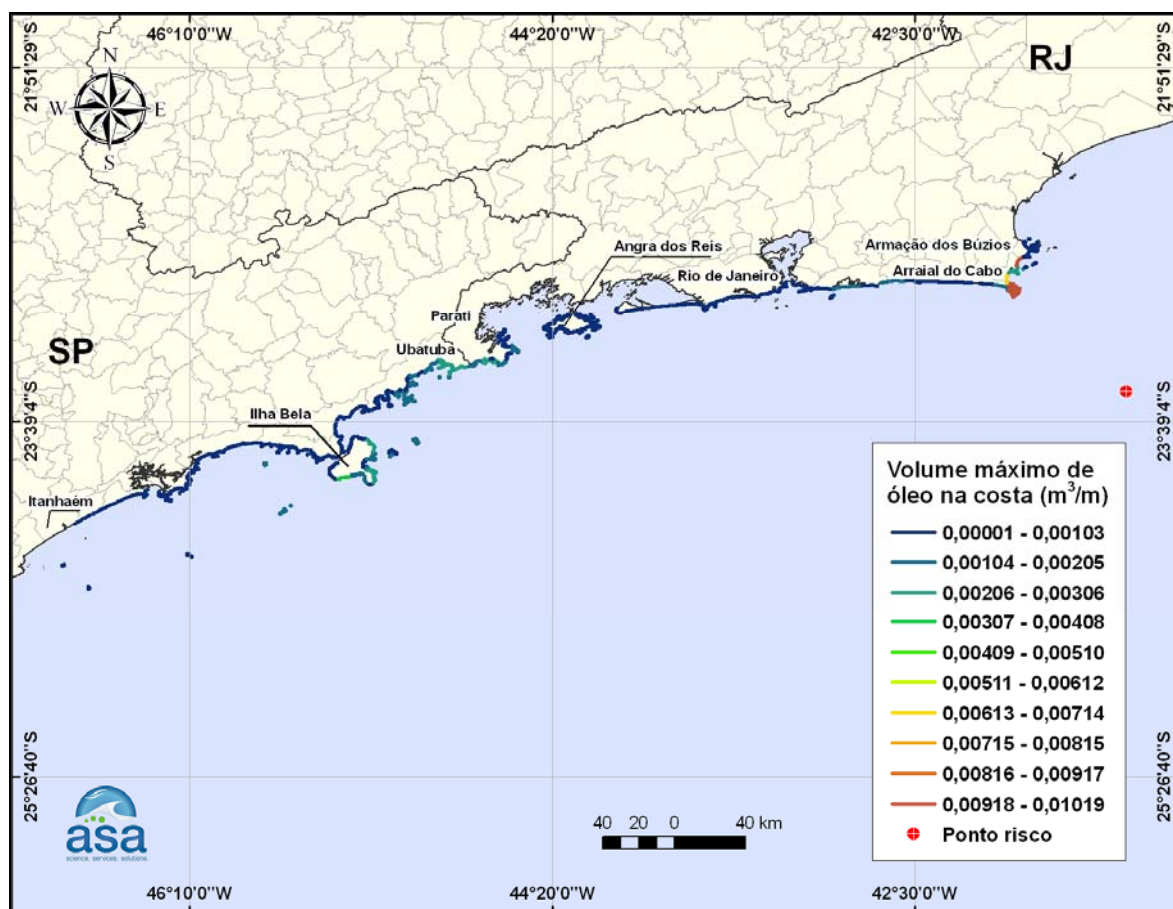 46°10'0"W
44°20'0"W
42°30'0"W
RJ
21°51'29"S
21°51'29"S
N
W
E
S
Armação dos Búzios
Angra dos Reis
Arraial do Cabo
Rio de Janeiro
Parati
SP
Ubatuba
23°39'4"S
23°39'4"S
Ilha Bela
Itanhaém
Volume máximo de
óleo na costa (m³/m)
0,00001 - 0,00103
0,00104 - 0,00205
0,00206 - 0,00306
0,00307 - 0,00408
0,00409 - 0,00510
0,00511 - 0,00612
0,00613 - 0,00714
0,00715 - 0,00815
0,00816 - 0,00917
0,00918 - 0,01019
Ponto risco
25°26'40"S
25°26'40"S
asa
science. services. solutions.
40 20 0 40 km
46°10'0"W
44°20'0"W
42°30'0"W